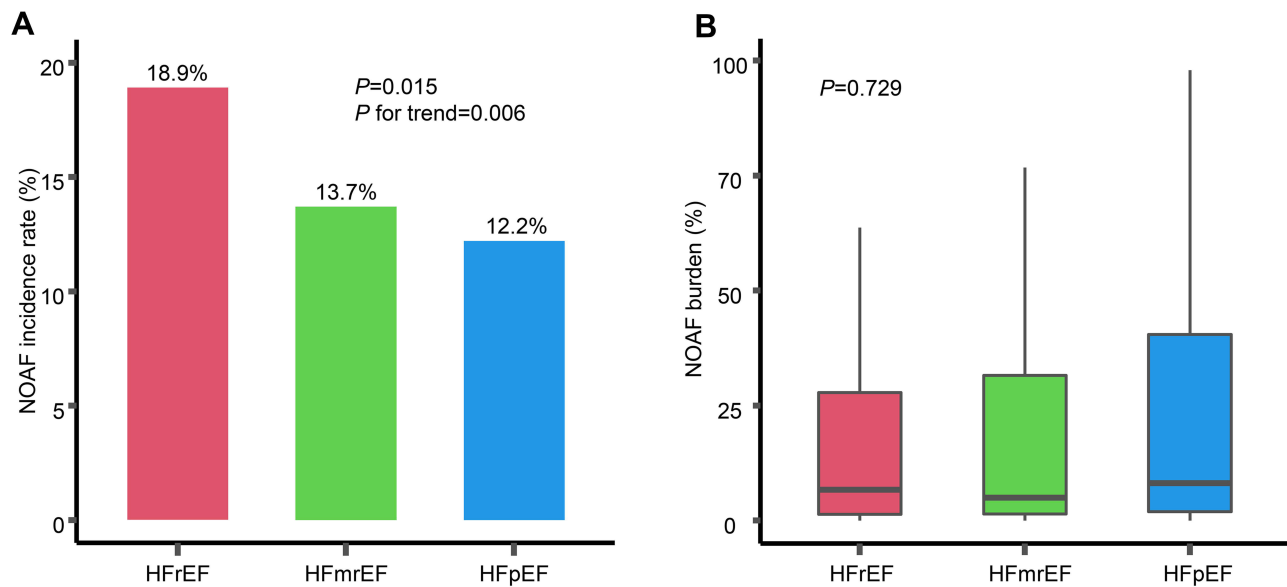 A
NOAF incidence rate (%)
20
15
10
5
0
18.9%
13.7%
12.2%
P=0.015
P for trend=0.006
HFrEF
HFmrEF
HFpEF
B
NOAF burden (%)
100
70
50
25
0
P=0.729
HFrEF
HFmrEF
HFpEF